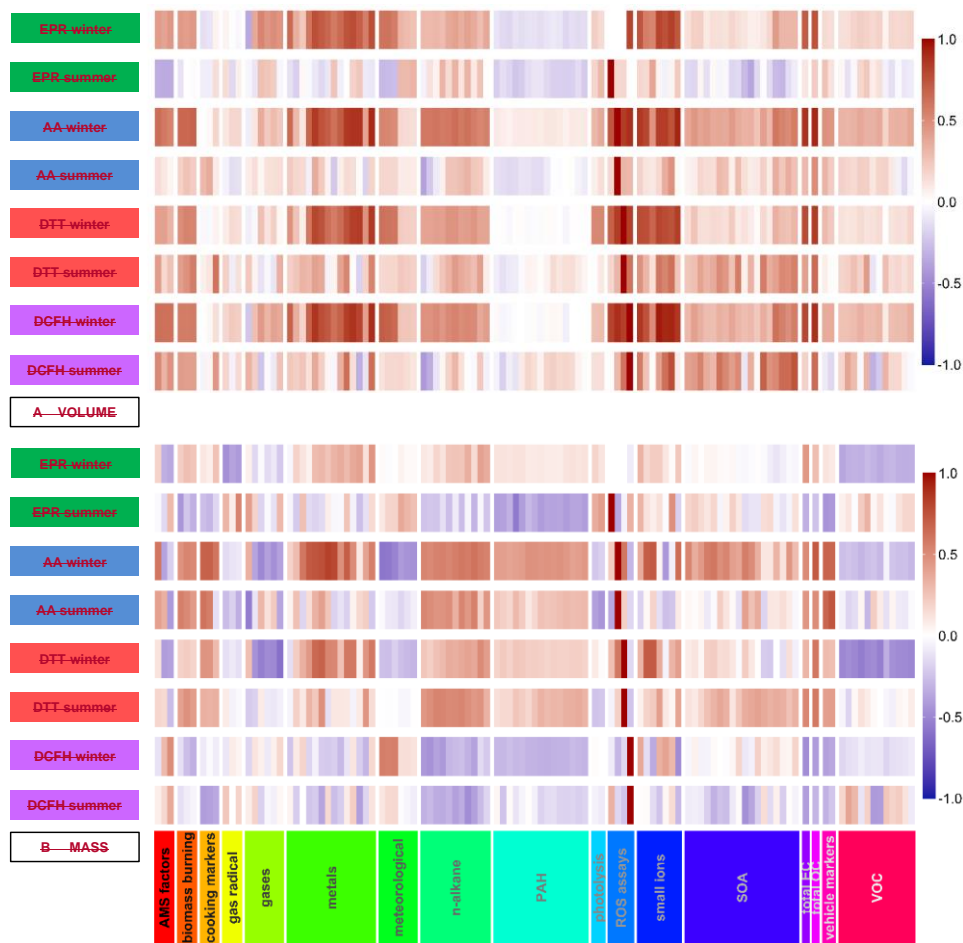 EPR winter
EPR summer
AA winter
AA summer
DTT winter
DTT summer
DCFH winter
DCFH summer
A VOLUME
1.0
0.5
0.0
-0.5
-1.0
EPR winter
EPR summer
AA winter
AA summer
DTT winter
DTT summer
DCFH winter
DCFH summer
B MASS
1.0
0.5
0.0
-0.5
-1.0
AMS factors
biomass burning
cooking markers
gas radical
gases
metals
meteorological
n-alkane
PAH
photolysis
ROS assays
small ions
SOA
total EC
total OC
vehicle markers
VOC